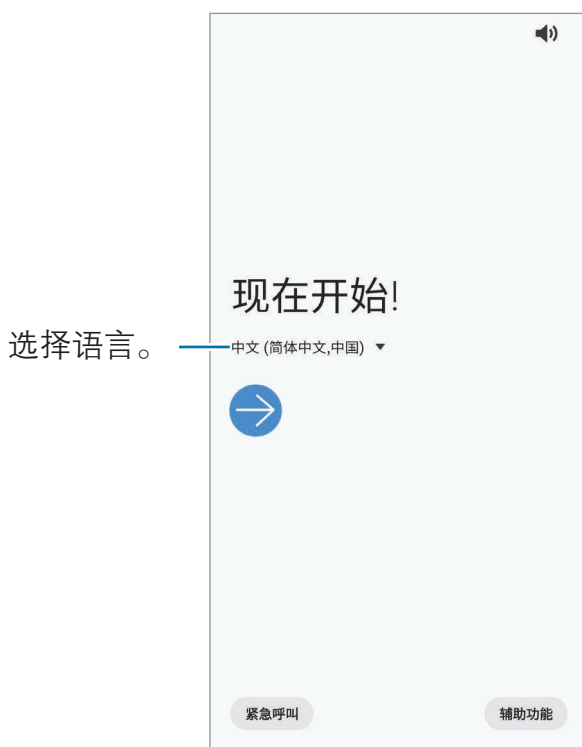 现在开始!
选择语言。
中文 (简体中文,中国)
紧急呼叫
辅助功能